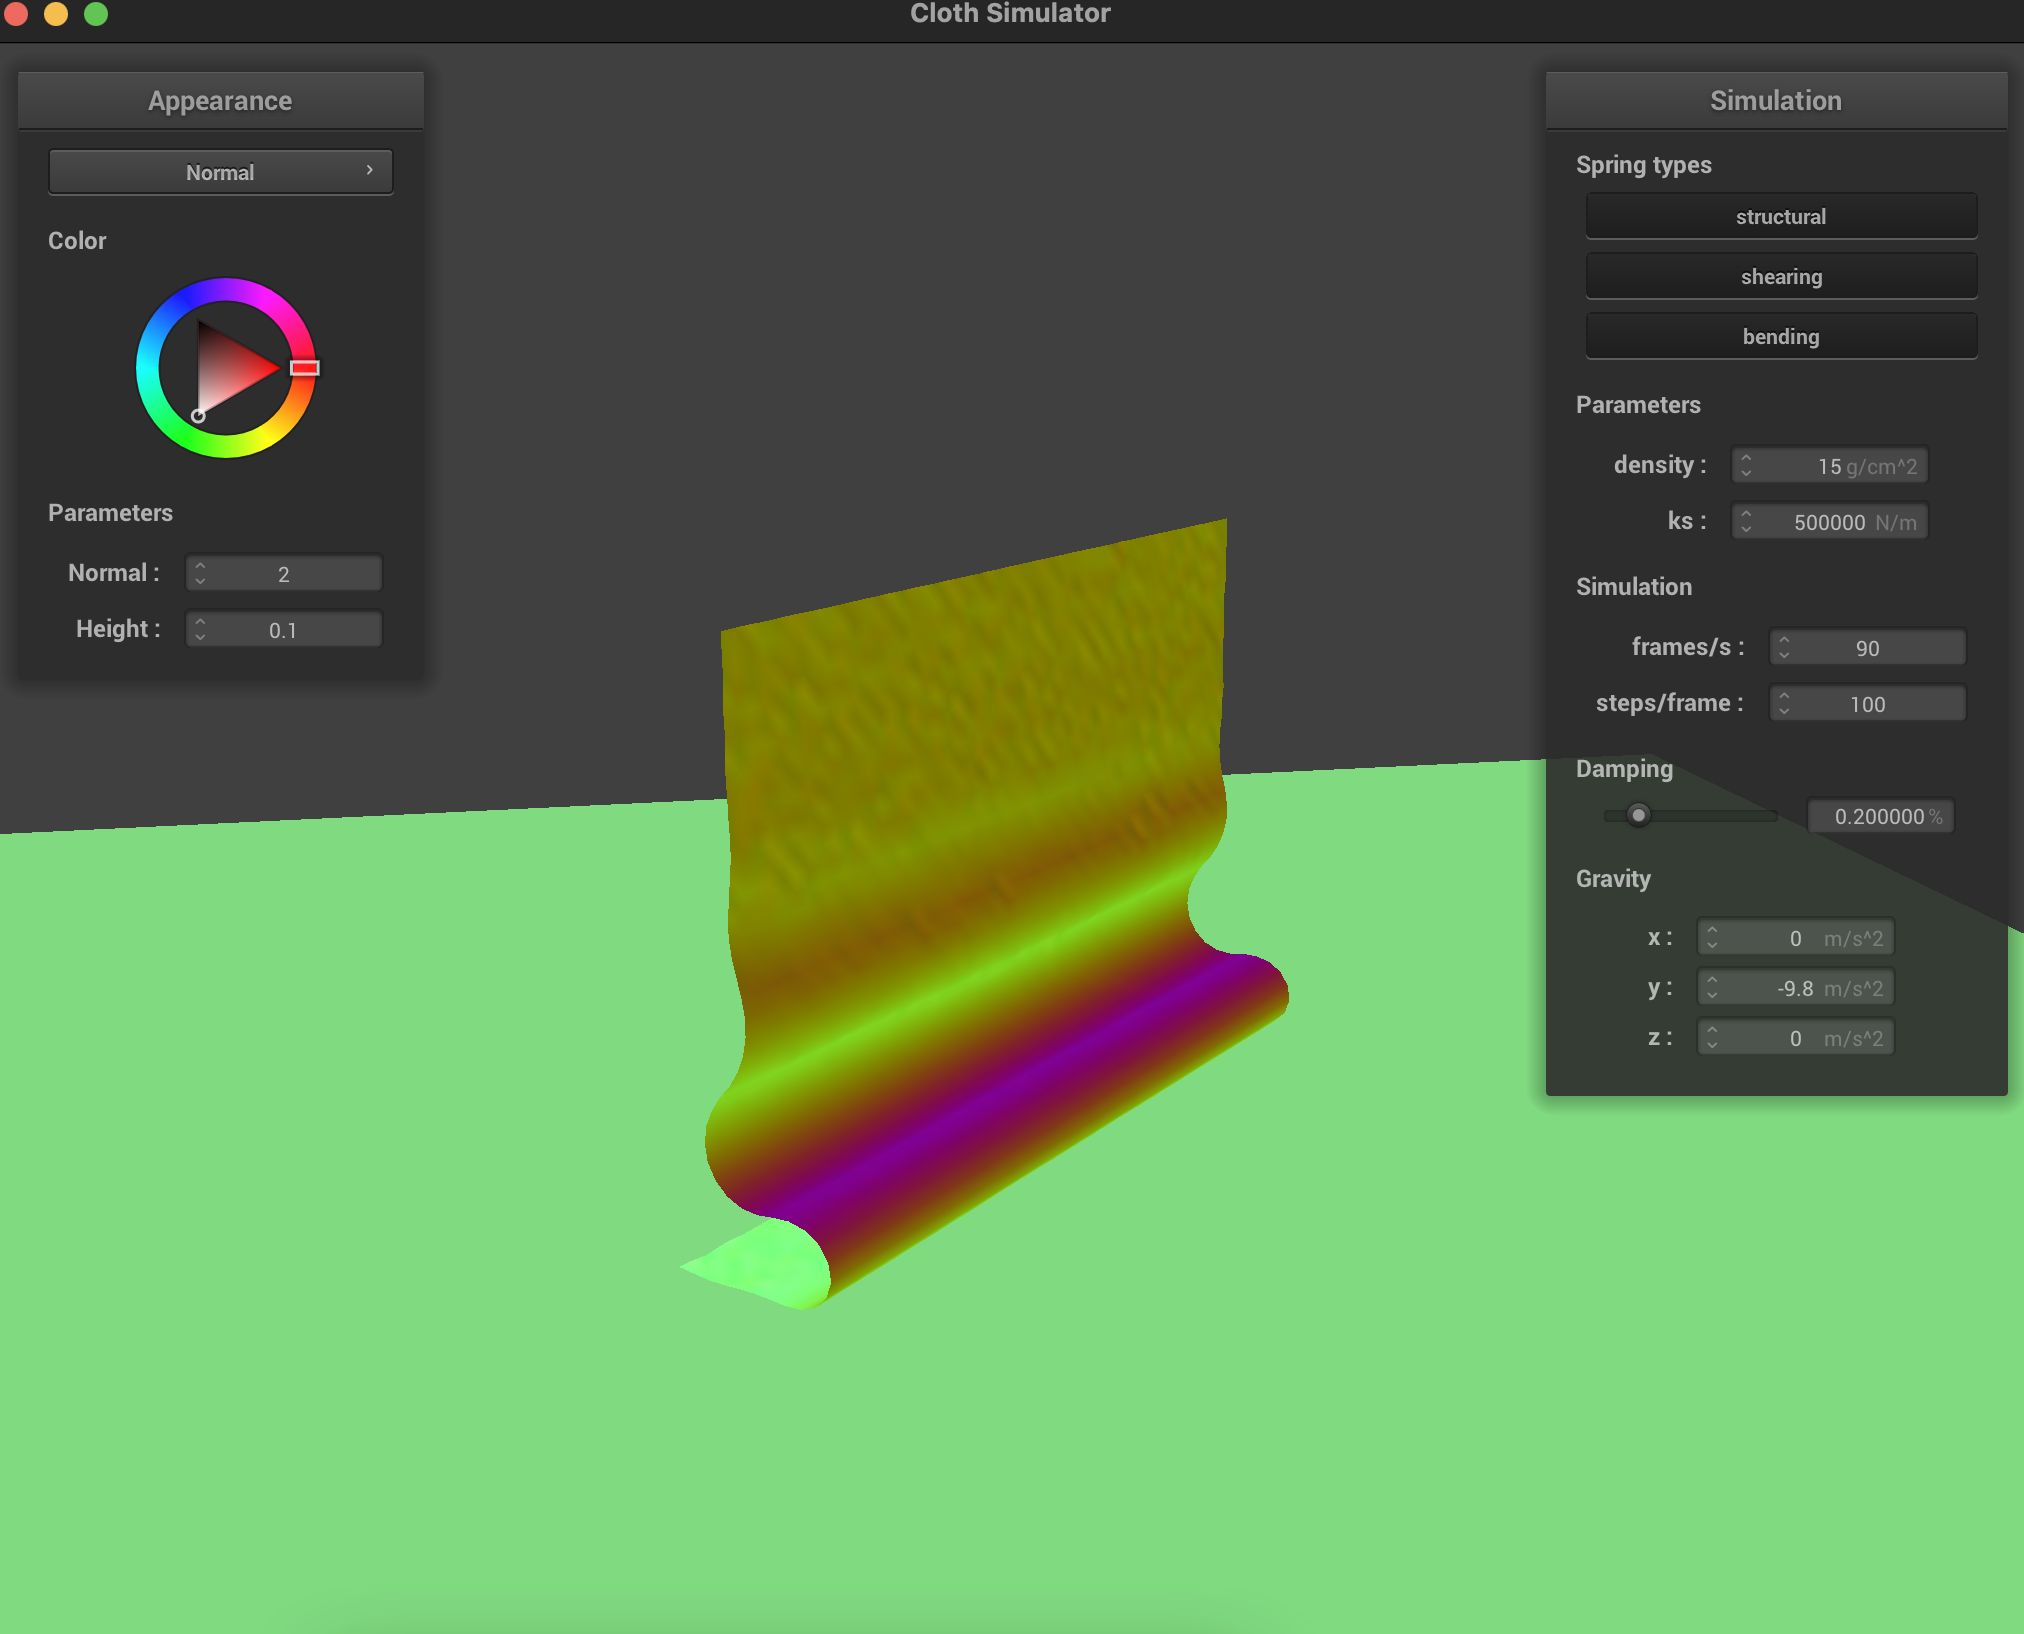 Cloth Simulator
Appearance
Normal
Color
Parameters
Normal : 2
Height : 0.1
Simulation
Spring types
structural
shearing
bending
Parameters
density : 15 g/cm^2
ks : 500000 N/m
Simulation
frames/s : 90
steps/frame : 100
Damping
0.200000 %
Gravity
x : 0 m/s^2
y : -9.8 m/s^2
z : 0 m/s^2